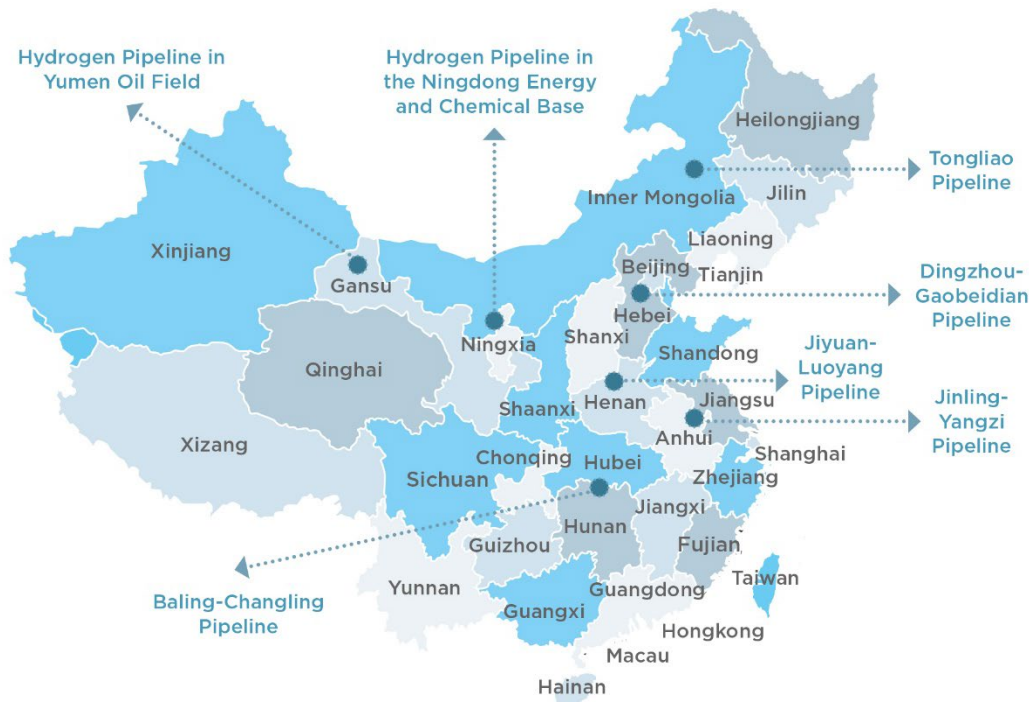 Hydrogen Pipeline in
Yumen Oil Field
Hydrogen Pipeline in
the Ningdong Energy
and Chemical Base
Heilongjiang
Tongliao
Pipeline
Jilin
Inner Mongolia
Liaoning
Xinjiang
Beijing
Tianjin
Gansu
Dingzhou-
Gaobeidian
Pipeline
Hebei
Ningxia
Shanxi
Shandong
Jiyuan-
Luoyang
Pipeline
Qinghai
Shaanxi
Henan
Jiangsu
Jinling-
Yangzi
Pipeline
Xizang
Anhui
Shanghai
Chonqing
Hubei
Sichuan
Zhejiang
Jiangxi
Hunan
Guizhou
Fujian
Yunnan
Guangdong
Taiwan
Baling-Changling
Pipeline
Guangxi
Hongkong
Macau
Hainan